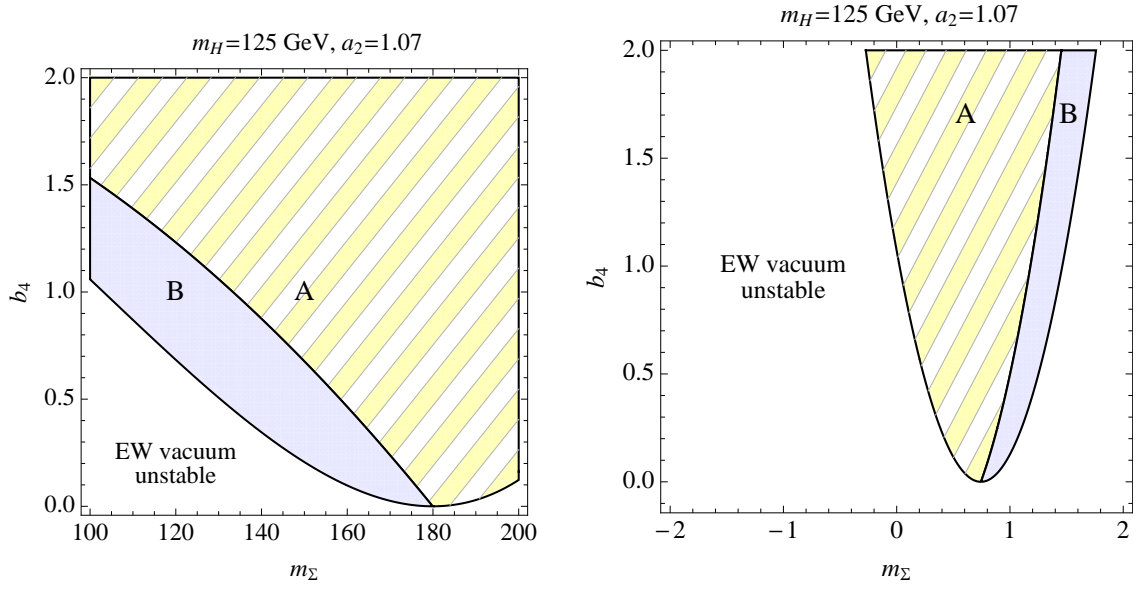 m_H=125 GeV, a_2=1.07
2.0
1.5
1.0
0.5
0.0
b_4
A
B
EW vacuum
unstable
100
120
140
160
180
200
m_Σ
m_H=125 GeV, a_2=1.07
2.0
1.5
1.0
0.5
0.0
b_4
A
B
EW vacuum
unstable
−2
−1
0
1
2
m_Σ